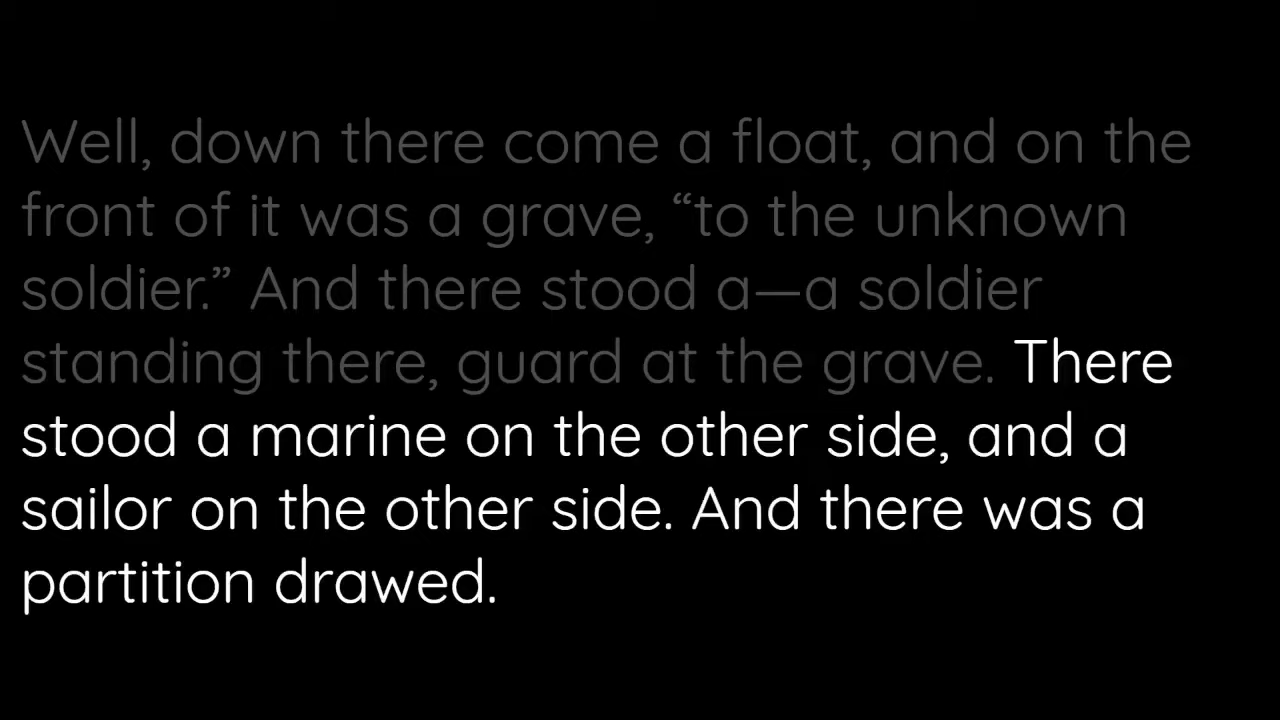 Well, down there come a float, and on the
front of it was a grave, “to the unknown
soldier.” And there stood a—a soldier
standing there, guard at the grave. There
stood a marine on the other side, and a
sailor on the other side. And there was a
partition drawed.